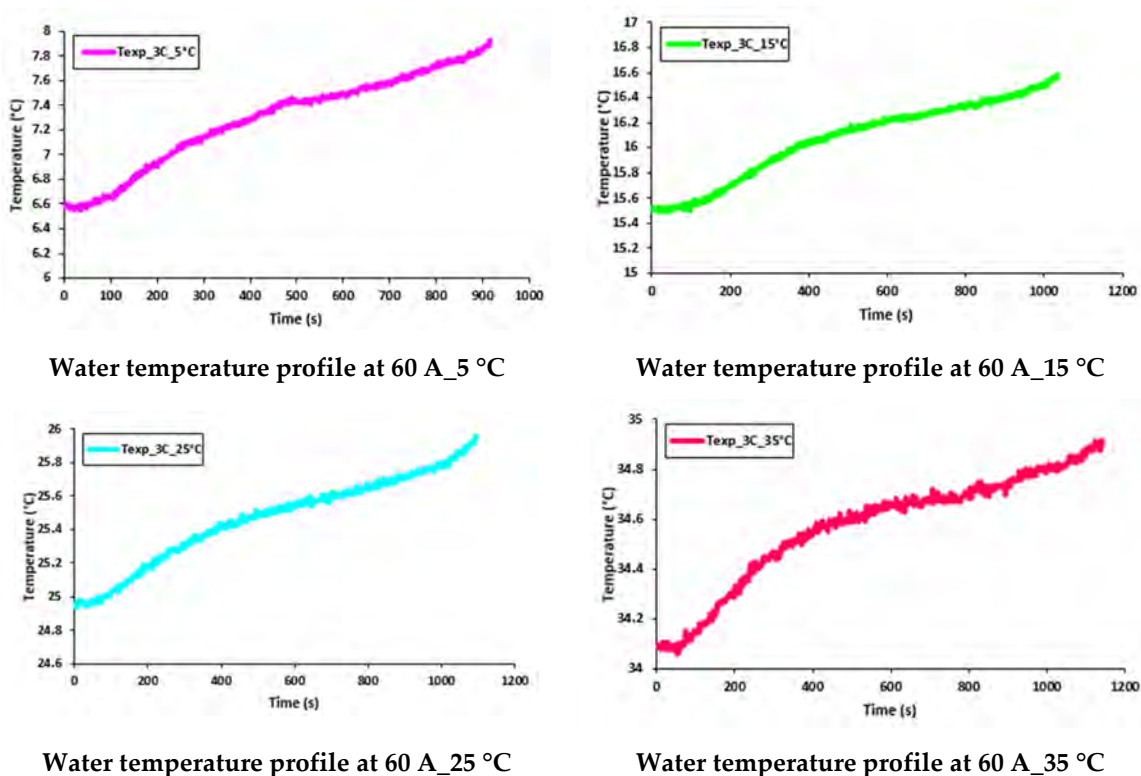 Texp_3C_5°C
Temperature (°C)
8
7.8
7.6
7.4
7.2
7
6.8
6.6
6.4
6.2
6
0 100 200 300 400 500 600 700 800 900 1000
Time (s)
Water temperature profile at 60 A_5 °C
Texp_3C_15°C
Temperature (°C)
17
16.8
16.6
16.4
16.2
16
15.8
15.6
15.4
15.2
15
0 200 400 600 800 1000 1200
Time (s)
Water temperature profile at 60 A_15 °C
Texp_3C_25°C
Temperature (°C)
26
25.8
25.6
25.4
25.2
25
24.8
24.6
0 200 400 600 800 1000 1200
Time (s)
Water temperature profile at 60 A_25 °C
Texp_3C_35°C
Temperature (°C)
35
34.8
34.6
34.4
34.2
34
0 200 400 600 800 1000 1200
Time (s)
Water temperature profile at 60 A_35 °C